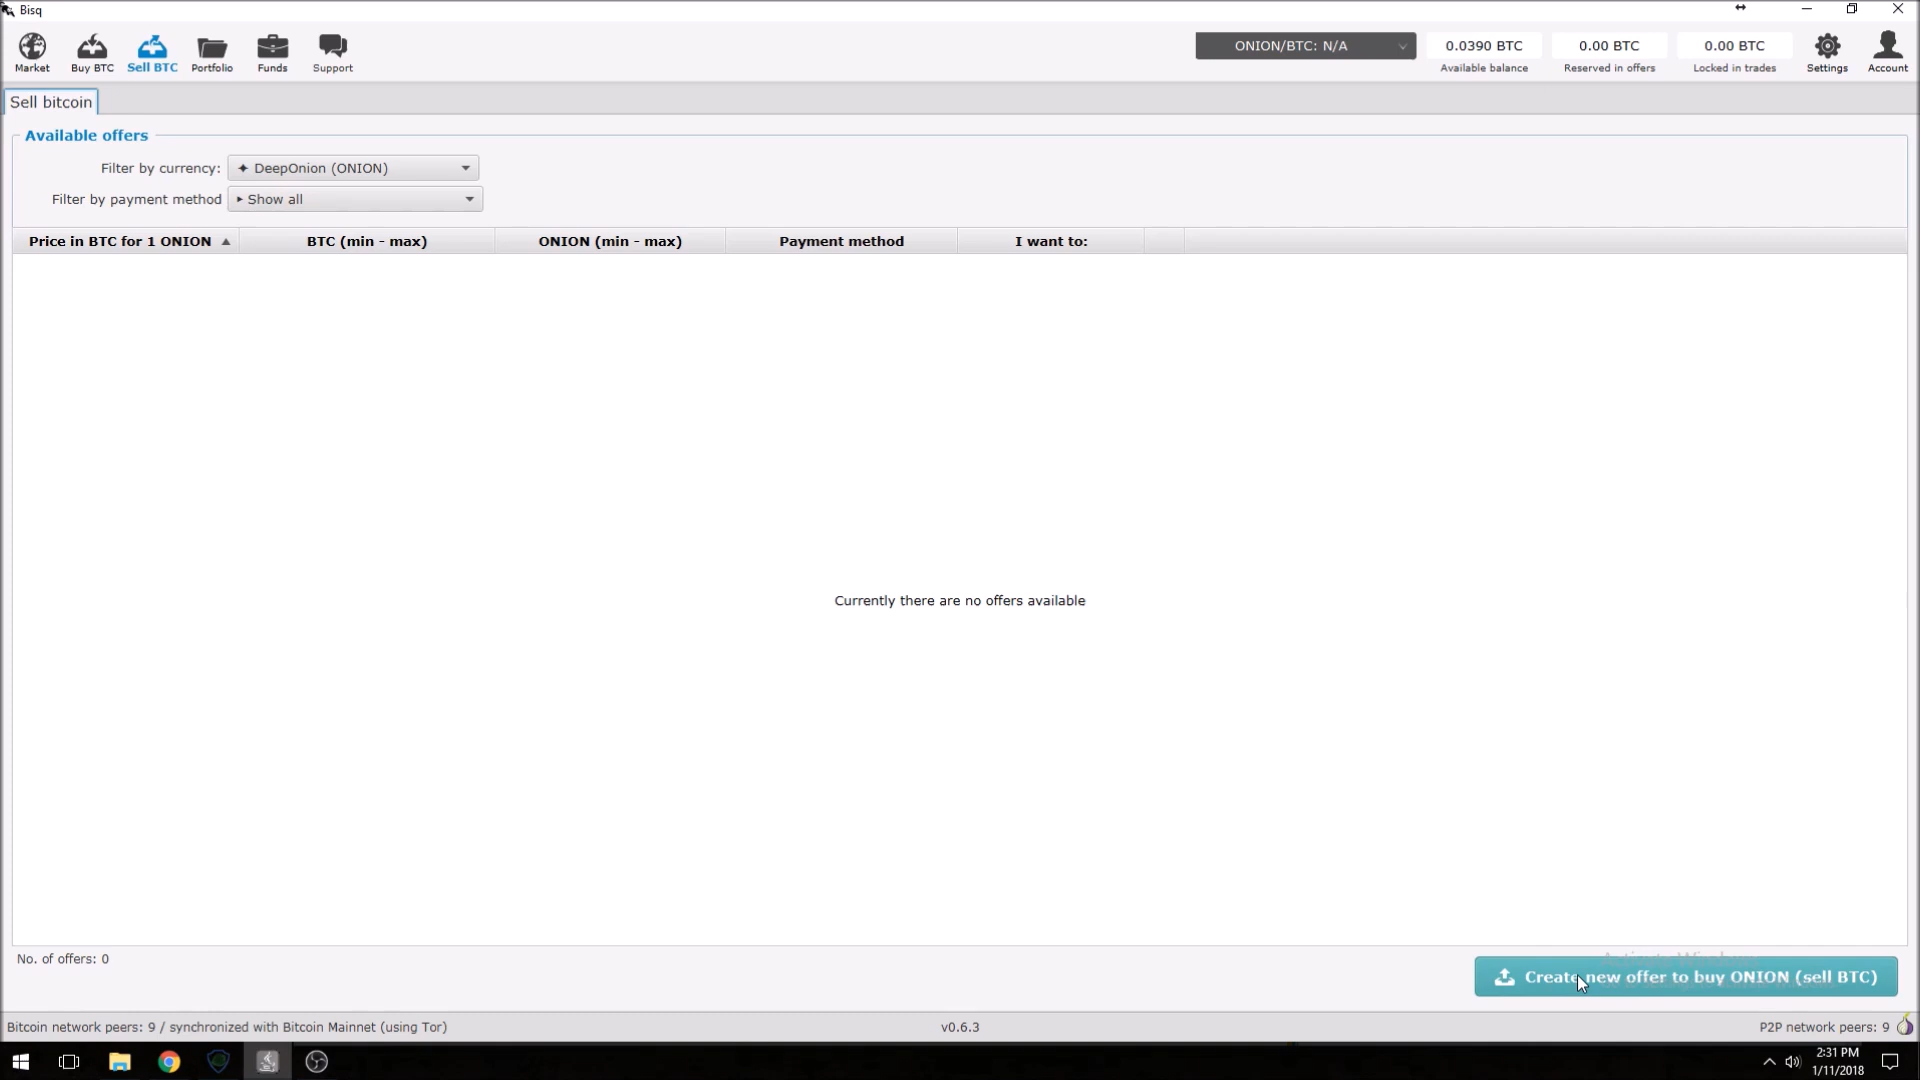 Bisq
Market
Buy BTC
Sell BTC
Portfolio
Funds
Support
ONION/BTC: N/A
0.0390 BTC
Available balance
0.00 BTC
Reserved in offers
0.00 BTC
Locked in trades
Settings
Account
Sell bitcoin
Available offers
Filter by currency: DeepOnion (ONION)
Filter by payment method Show all
Price in BTC for 1 ONION BTC (min - max) ONION (min - max) Payment method I want to:
Currently there are no offers available
No. of offers: 0
Activate Windows
Create new offer to buy ONION (sell BTC)
Bitcoin network peers: 9 / synchronized with Bitcoin Mainnet (using Tor) v0.6.3 P2P network peers: 9
2:31 PM
1/11/2018